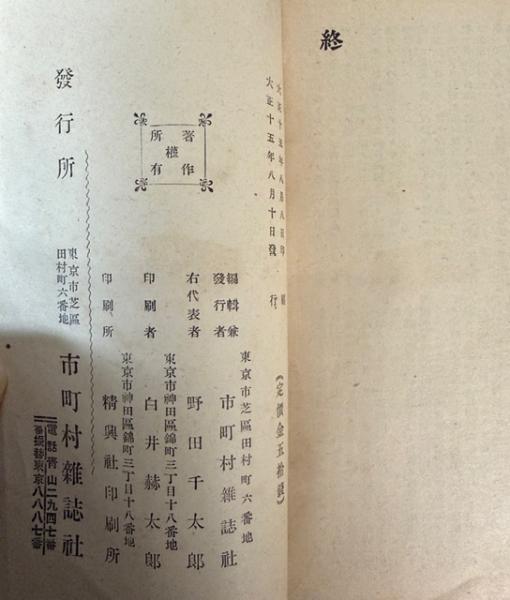 終
大正十五年八月八日印刷
大正十五年八月十日發行
(定價金五拾錢)
著作
權
所有
東京市芝區田村町六番地
編輯兼
發行者 市町村雜誌社
右代表者 野田千太郎
東京市神田區錦町三丁目十八番地
印刷者 白井赫太郎
東京市神田區錦町三丁目十八番地
印刷所 精興社印刷所
發行所
東京市芝區
田村町六番地
市町村雜誌社
電話青山二九四七番
振替東京八八八七番